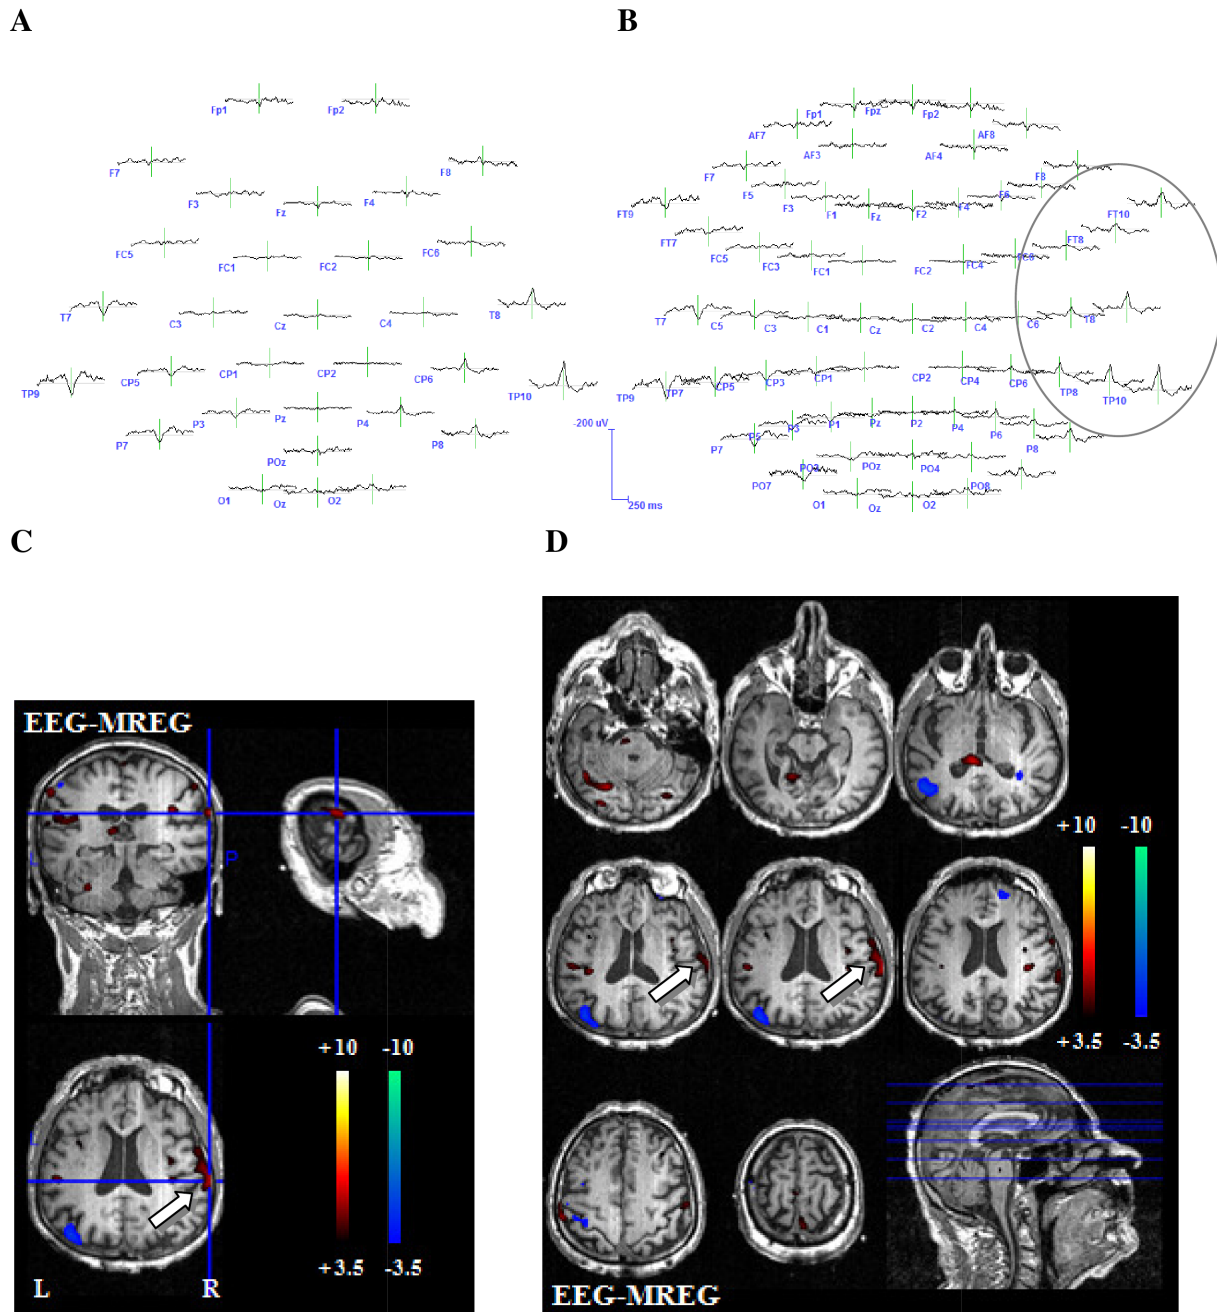 A
B
Fp1 Fp2
F7 F8
F3 Fz F4
FC5 FC1 FC2 FC6
T7 C3 Cz C4 T8
TP9 CP5 CP1 CP2 CP6 TP10
P7 P3 Pz P4 P8
POz
O1 Oz O2
Fp1 Fpz Fp2
AF7 AF8
AF3 AF4
F7 F5 F3 F1 Fz F2 F4 F6 F8
FT9 FT10
FT7 FT8
FC5 FC3 FC1 FC2 FC4
T7 C5 C3 C1 Cz C2 C4 C6 T8
TP9 TP7 CP5 CP3 CP1 CP2 CP4 CP6 TP8 TP10
P7 P5 P3 P1 Pz P2 P4 P6 P8
PO7 PO3 POz PO4 PO8
O1 Oz O2
-200 uV
250 ms
C
D
EEG-MREG
L
P
L
+10 -10
+3.5 -3.5
L R
+10 -10
+3.5 -3.5
EEG-MREG